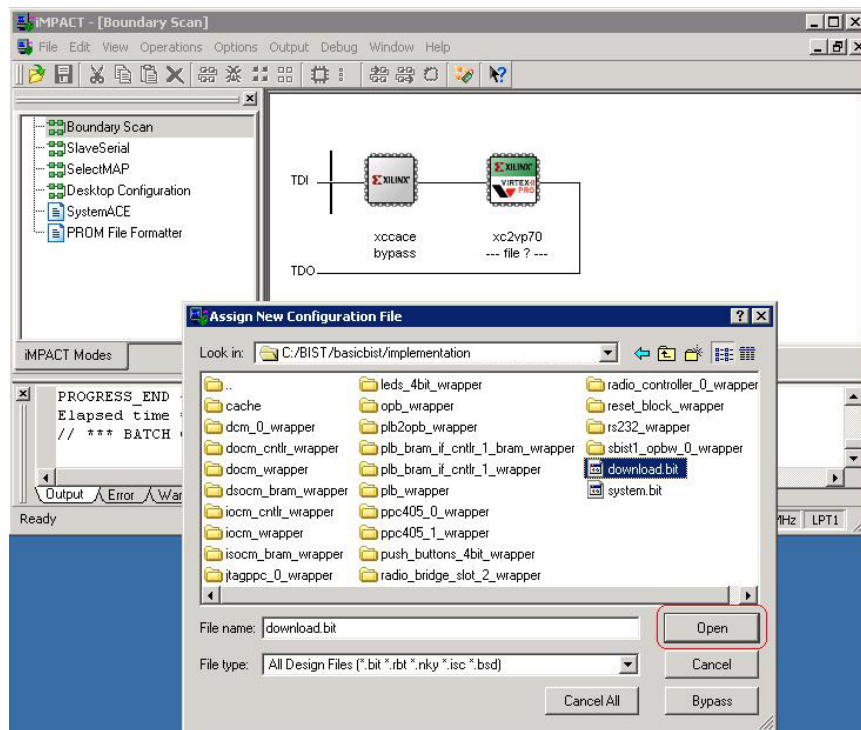 iMPACT - [Boundary Scan]
File Edit View Operations Options Output Debug Window Help
Boundary Scan
SlaveSerial
SelectMAP
Desktop Configuration
SystemACE
PROM File Formatter
iMPACT Modes
TDI
XILINX
XILINX
VIRTEX-II
PRO
xccace
bypass
xc2vp70
--- file ? ---
TDO
PROGRESS_END
Elapsed time
// *** BATCH
Output Error War
Ready
MHz LPT1
Assign New Configuration File
Look in: C:/BIST/basicbist/implementation
..
cache
dcm_0_wrapper
docm_cntlr_wrapper
docm_wrapper
dsocm_bram_wrapper
iocm_cntlr_wrapper
iocm_wrapper
isocm_bram_wrapper
jtagppc_0_wrapper
leds_4bit_wrapper
opb_wrapper
plb2opb_wrapper
plb_bram_if_cntlr_1_bram_wrapper
plb_bram_if_cntlr_1_wrapper
plb_wrapper
ppc405_0_wrapper
ppc405_1_wrapper
push_buttons_4bit_wrapper
radio_bridge_slot_2_wrapper
radio_controller_0_wrapper
reset_block_wrapper
rs232_wrapper
sbist1_opbw_0_wrapper
download.bit
system.bit
File name: download.bit
Open
File type: All Design Files (*.bit *.rbt *.nky *.isc *.bsd)
Cancel
Cancel All
Bypass